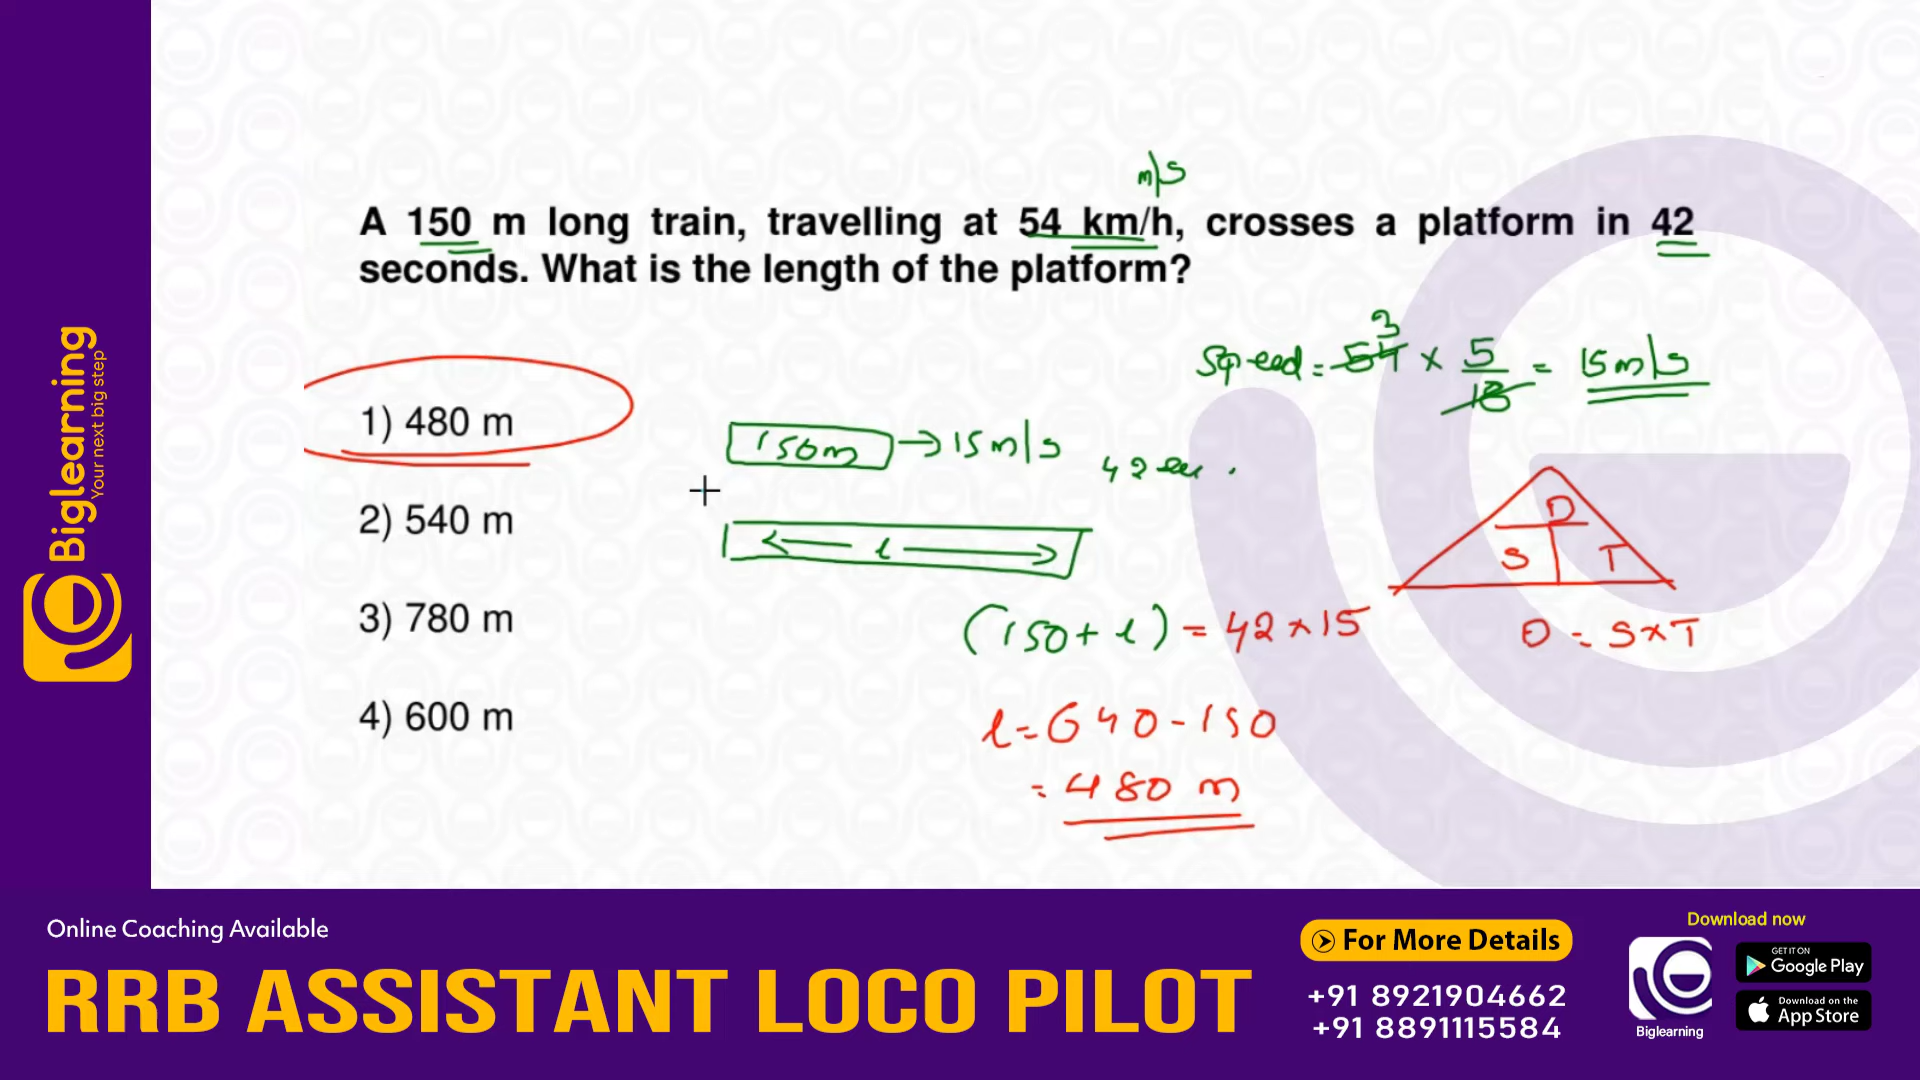 m/s
A 150 m long train, travelling at 54 km/h, crosses a platform in 42
seconds. What is the length of the platform?
Speed = 54 3 × 5/18 = 15 m/s
1) 480 m
150m → 15 m/s 42 sec.
2) 540 m
l
D
S T
3) 780 m
(150 + l) = 42 × 15
D = S × T
4) 600 m
l = 640 - 150
= 480 m
Biglearning
Your next big step
Online Coaching Available
RRB ASSISTANT LOCO PILOT
For More Details
+91 8921904662
+91 8891115584
Download now
Biglearning
GET IT ON
Google Play
Download on the
App Store